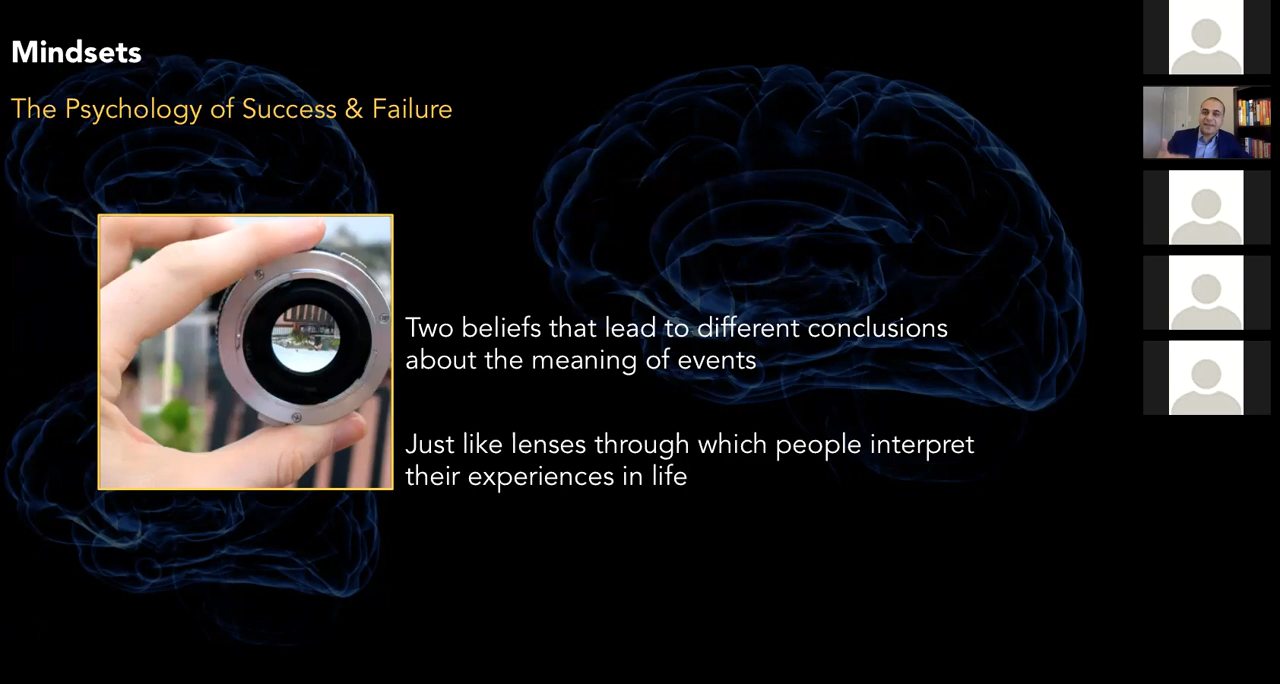 Mindsets
The Psychology of Success & Failure
Two beliefs that lead to different conclusions
about the meaning of events
Just like lenses through which people interpret
their experiences in life